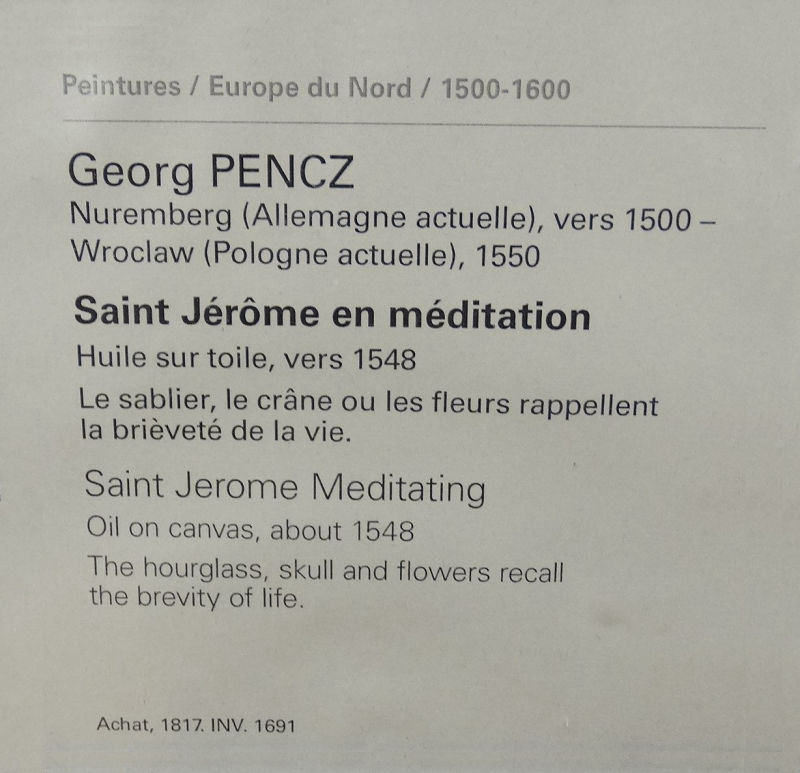 Peintures / Europe du Nord / 1500-1600
Georg PENCZ
Nuremberg (Allemagne actuelle), vers 1500 –
Wroclaw (Pologne actuelle), 1550
Saint Jérôme en méditation
Huile sur toile, vers 1548
Le sablier, le crâne ou les fleurs rappellent
la brièveté de la vie.
Saint Jerome Meditating
Oil on canvas, about 1548
The hourglass, skull and flowers recall
the brevity of life.
Achat, 1817. INV. 1691